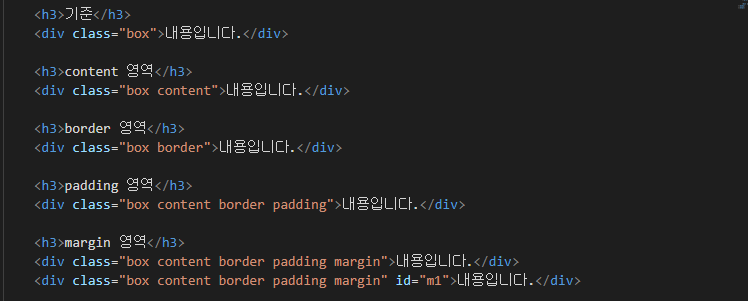 <h3>기준</h3>
<div class="box">내용입니다.</div>
<h3>content 영역</h3>
<div class="box content">내용입니다.</div>
<h3>border 영역</h3>
<div class="box border">내용입니다.</div>
<h3>padding 영역</h3>
<div class="box content border padding">내용입니다.</div>
<h3>margin 영역</h3>
<div class="box content border padding margin">내용입니다.</div>
<div class="box content border padding margin" id="m1">내용입니다.</div>